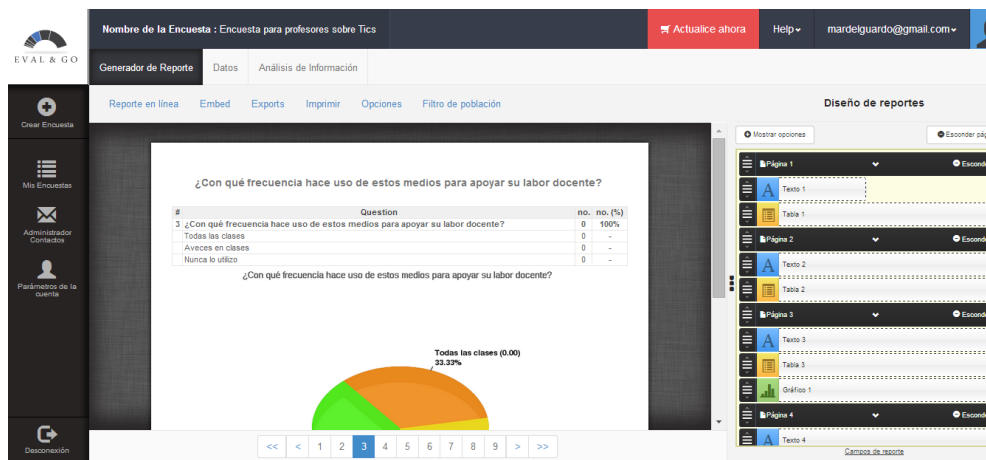 EVAL & GO
Nombre de la Encuesta : Encuesta para profesores sobre Tics
Actualice ahora
Help
mardelguardo@gmail.com
Generador de Reporte
Datos
Análisis de Información
Reporte en línea
Embed
Exports
Imprimir
Opciones
Filtro de población
Diseño de reportes
Crear Encuesta
Mis Encuestas
Administrador
Contactos
Parámetros de la
cuenta
Desconexión
¿Con qué frecuencia hace uso de estos medios para apoyar su labor docente?
# Question no. no. (%)
3 ¿Con qué frecuencia hace uso de estos medios para apoyar su labor docente? 0 100%
Todas las clases 0 -
Aveces en clases 0 -
Nunca lo utilizo 0 -
¿Con qué frecuencia hace uso de estos medios para apoyar su labor docente?
Todas las clases (0.00)
33.33%
<< < 1 2 3 4 5 6 7 8 9 > >>
Mostrar opciones
Esconder pág
Página 1 Escond
A Texto 1
Tabla 1
Página 2 Escond
A Texto 2
Tabla 2
Página 3 Escond
A Texto 3
Tabla 3
Gráfico 1
Página 4 Escond
A Texto 4
Campos de reporte